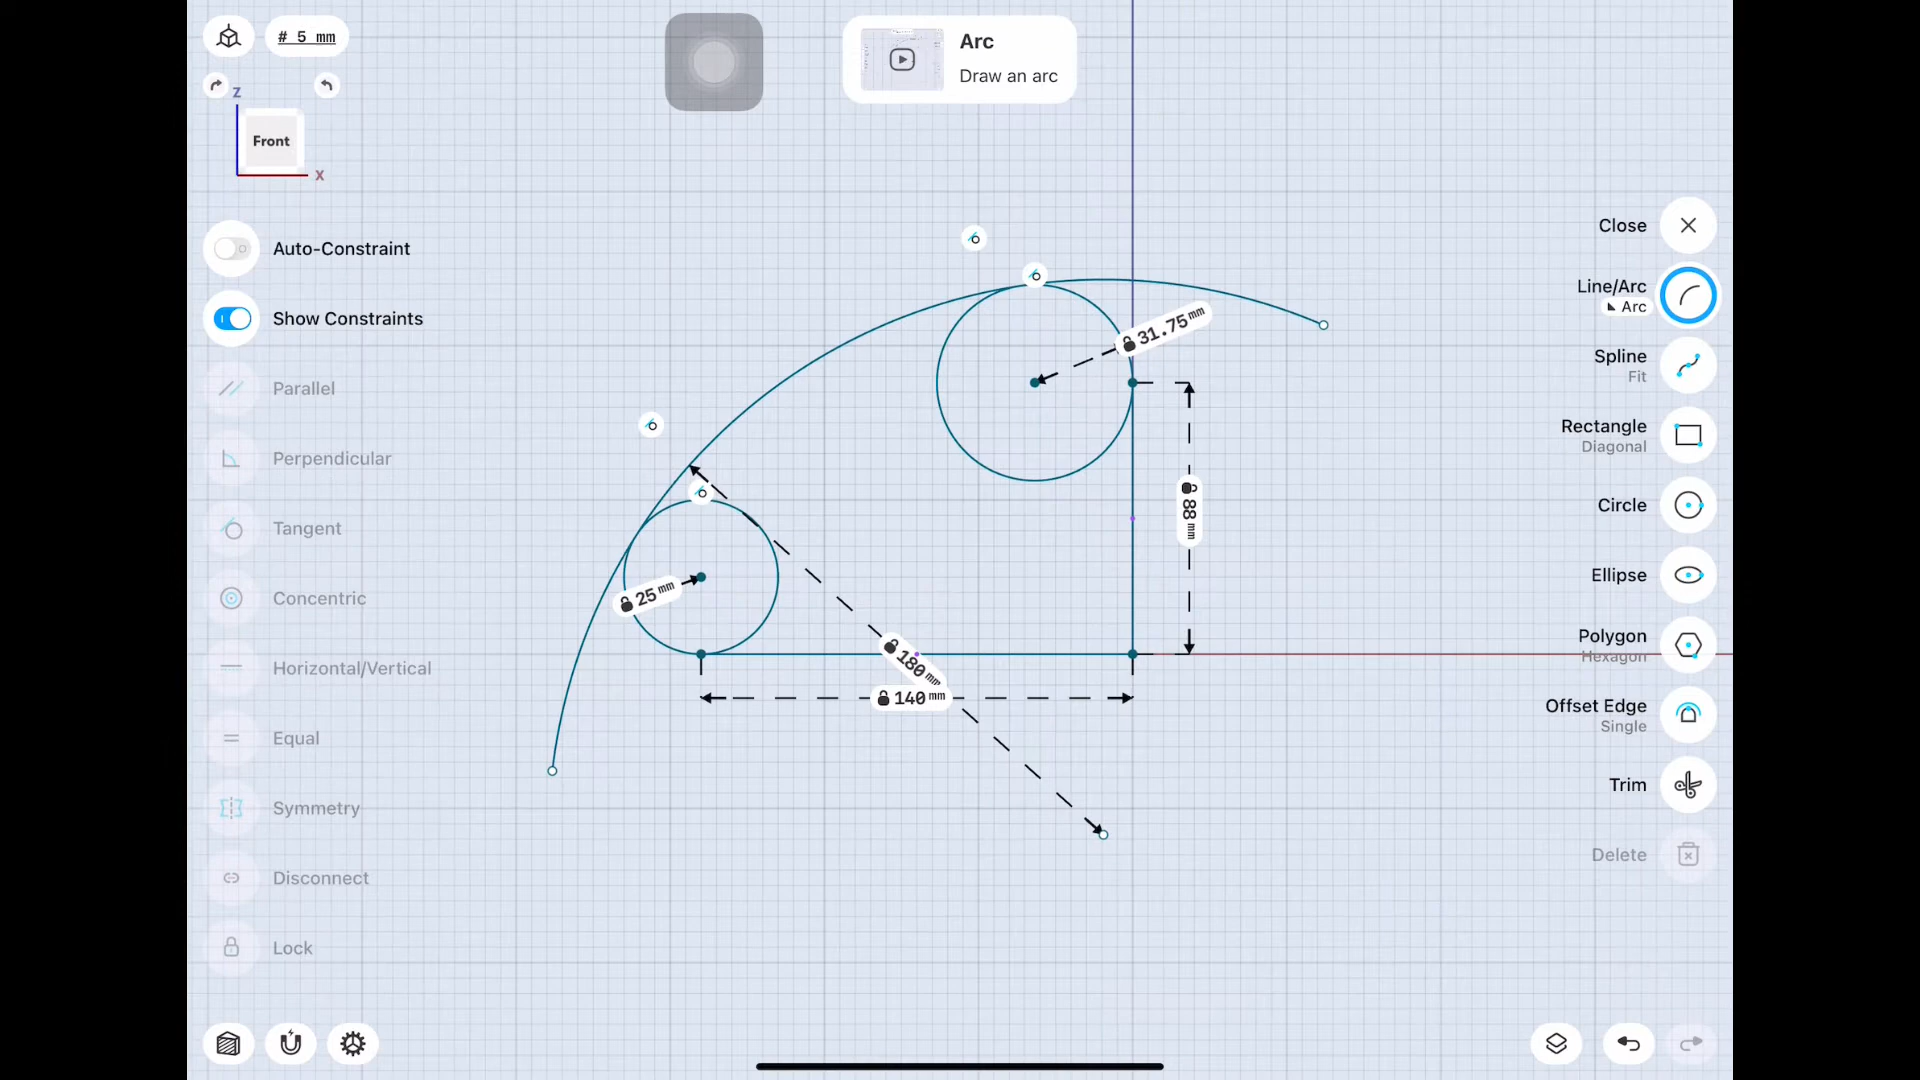 # 5 mm
Arc
Draw an arc
Z
Front
X
Auto-Constraint
Show Constraints
Parallel
Perpendicular
Tangent
Concentric
Horizontal/Vertical
Equal
Symmetry
Disconnect
Lock
31.75 mm
88 mm
25 mm
180 mm
140 mm
Close
Line/Arc
Arc
Spline
Fit
Rectangle
Diagonal
Circle
Ellipse
Polygon
Hexagon
Offset Edge
Single
Trim
Delete